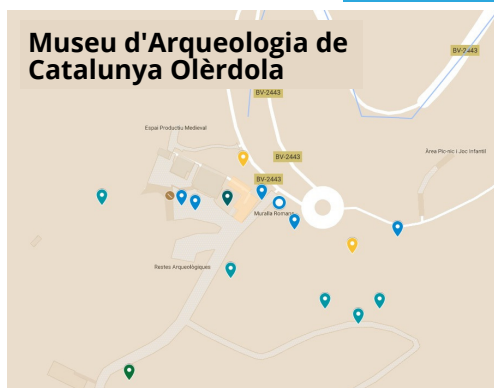 Museu d'Arqueologia de
Catalunya Olèrdola
BV-2443
BV-2443
Espai Productiu Medieval
BV-2443
Àrea Pic-nic i Joc Infantil
BV-2443
Muralla Romana
Restes Arqueològiques